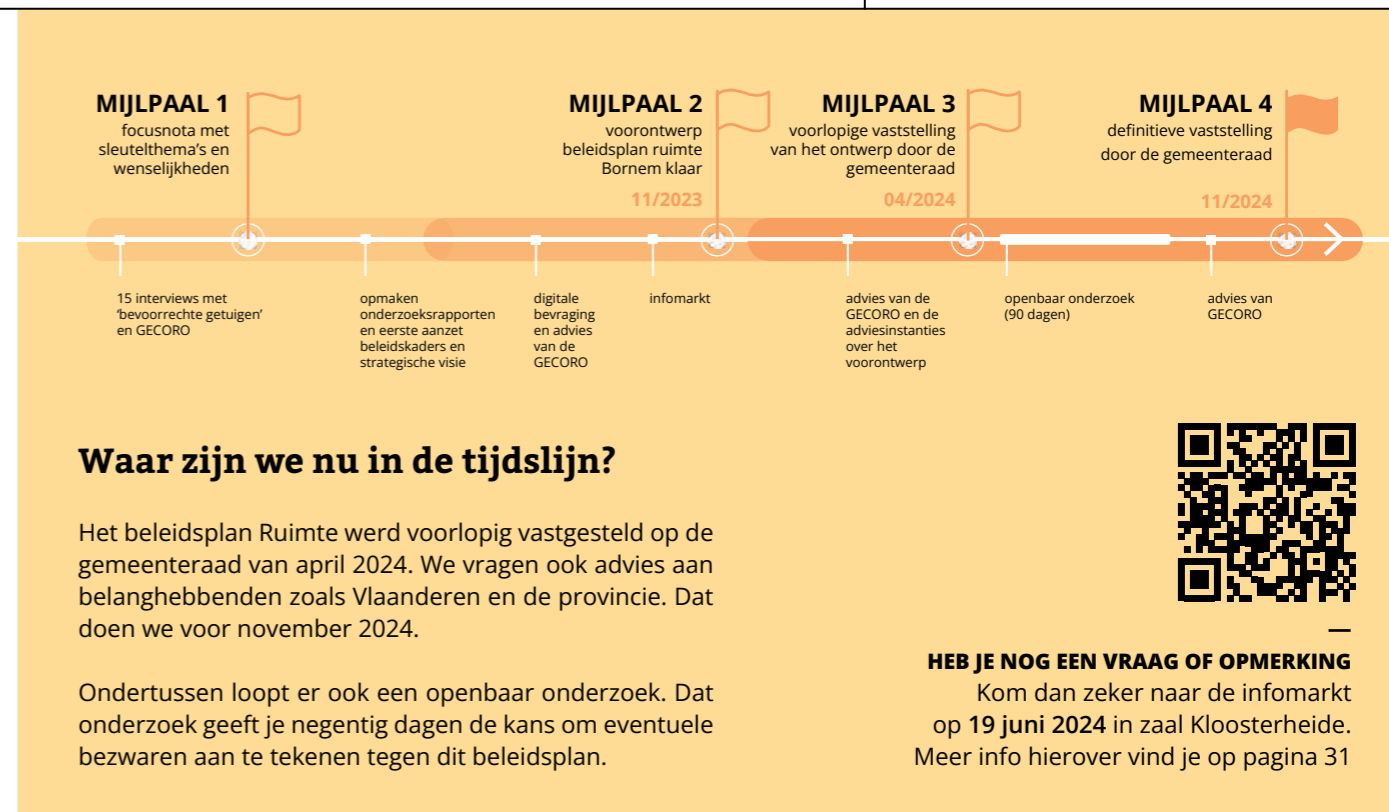 MIJLPAAL 1
focusnota met
sleutelthema's en
wenselijkheden
MIJLPAAL 2
voorontwerp
beleidsplan ruimte
Bornem klaar
11/2023
MIJLPAAL 3
voorlopige vaststelling
van het ontwerp door de
gemeenteraad
04/2024
MIJLPAAL 4
definitieve vaststelling
door de gemeenteraad
11/2024
15 interviews met
‘bevoorrechte getuigen’
en GECORO
opmaken
onderzoeksrapporten
en eerste aanzet
beleidskaders en
strategische visie
digitale
bevraging
en advies
van de
GECORO
infomarkt
advies van de
GECORO en de
adviesinstanties
over het
voorontwerp
openbaar onderzoek
(90 dagen)
advies van
GECORO
Waar zijn we nu in de tijdslijn?
Het beleidsplan Ruimte werd voorlopig vastgesteld op de
gemeenteraad van april 2024. We vragen ook advies aan
belanghebbenden zoals Vlaanderen en de provincie. Dat
doen we voor november 2024.
Ondertussen loopt er ook een openbaar onderzoek. Dat
onderzoek geeft je negentig dagen de kans om eventuele
bezwaren aan te tekenen tegen dit beleidsplan.
—
HEB JE NOG EEN VRAAG OF OPMERKING
Kom dan zeker naar de infomarkt
op 19 juni 2024 in zaal Kloosterheide.
Meer info hierover vind je op pagina 31